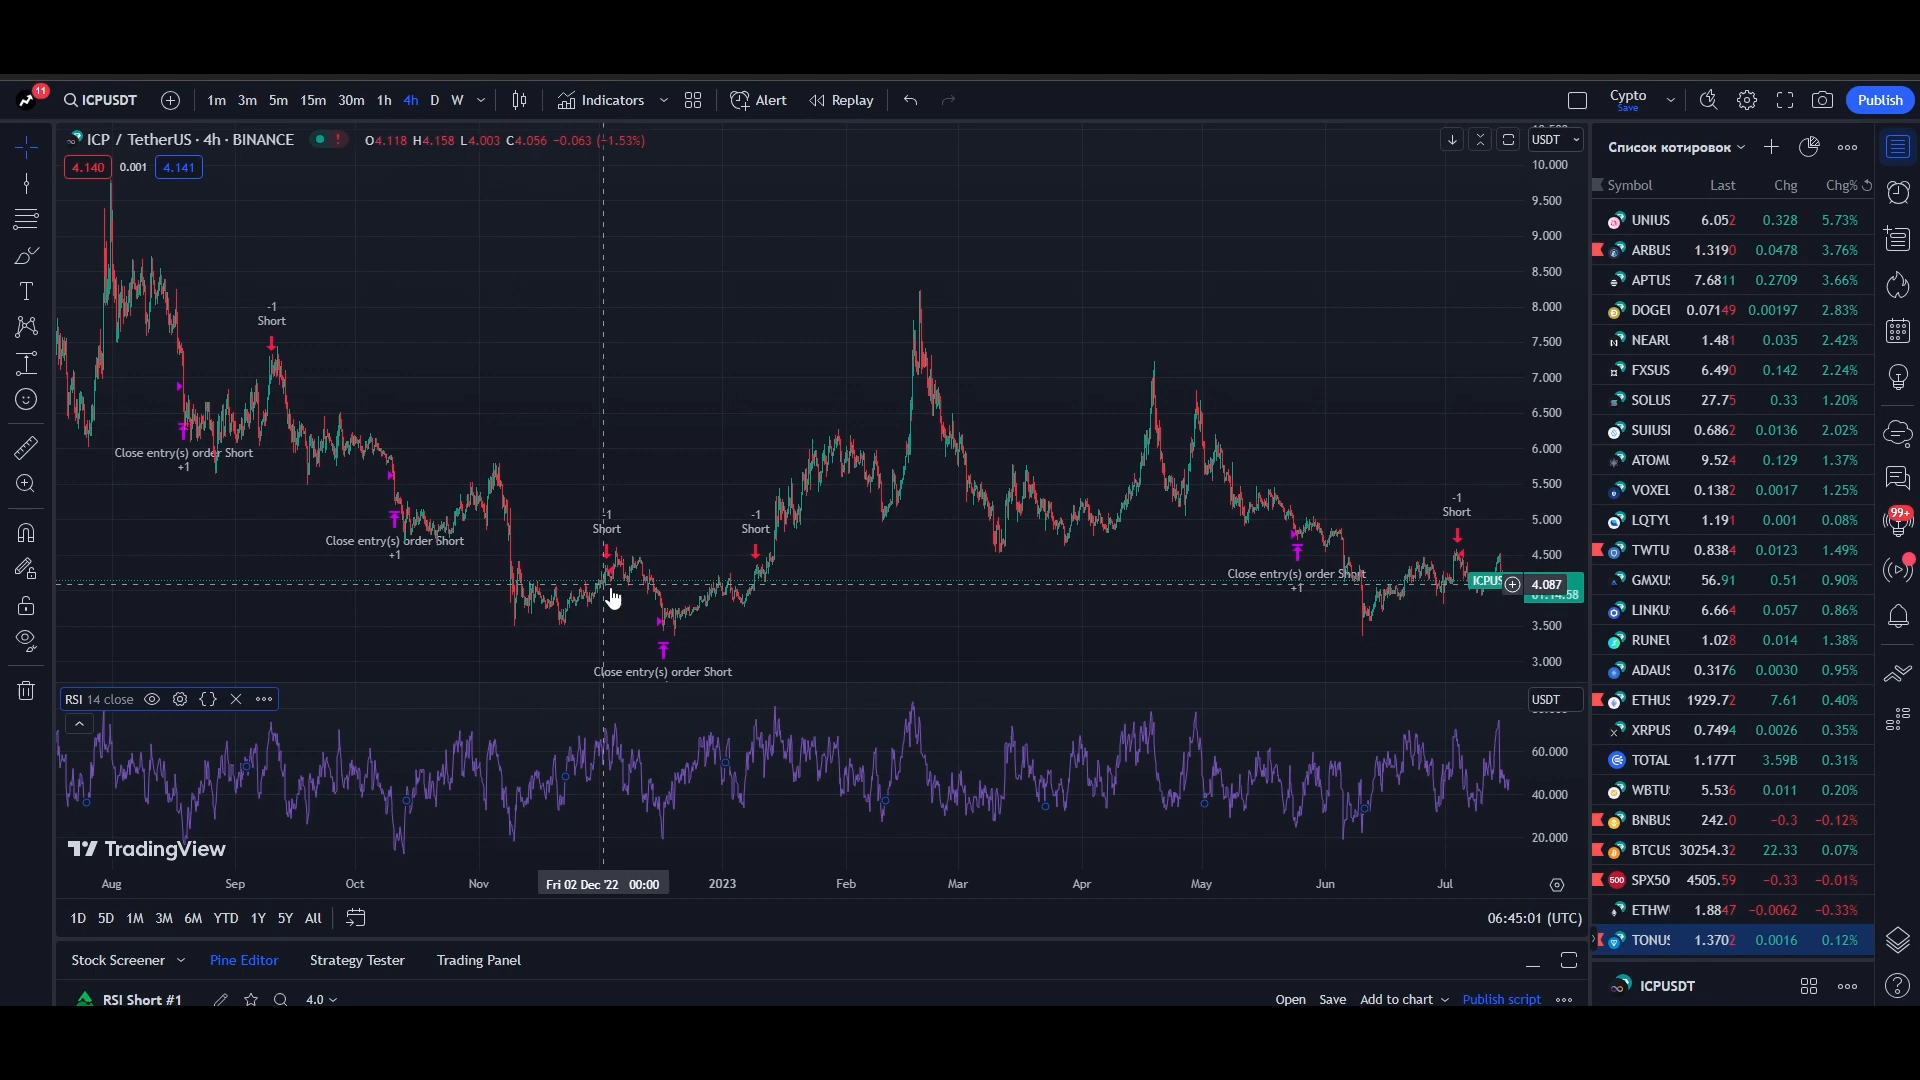 11 ICPUSDT 1m 3m 5m 15m 30m 1h 4h D W Indicators Alert Replay Cypto Save Publish
ICP / TetherUS · 4h · BINANCE ! O4.118 H4.158 L4.003 C4.056 −0.063 (−1.53%) USDT
4.140 0.001 4.141
10.000
9.500
9.000
8.500
8.000
7.500
7.000
6.500
6.000
5.500
5.000
4.500
4.087
3.500
3.000
-1
Short
Close entry(s) order Short
+1
Close entry(s) order Short
+1
-1
Short
-1
Short
Close entry(s) order Short
Close entry(s) order Short
+1
-1
Short
ICPUS
RSI 14 close
USDT
60.000
40.000
20.000
TradingView
Aug Sep Oct Nov Fri 02 Dec '22 00:00 2023 Feb Mar Apr May Jun Jul
1D 5D 1M 3M 6M YTD 1Y 5Y All 06:45:01 (UTC)
Stock Screener Pine Editor Strategy Tester Trading Panel
RSI Short #1 4.0 Open Save Add to chart Publish script
Список котировок
Symbol Last Chg Chg%
UNIUS 6.052 0.328 5.73%
ARBUS 1.3190 0.0478 3.76%
APTUS 7.6811 0.2709 3.66%
DOGEU 0.07149 0.00197 2.83%
NEARU 1.481 0.035 2.42%
FXSUS 6.490 0.142 2.24%
SOLUS 27.75 0.33 1.20%
SUIUSI 0.6862 0.0136 2.02%
ATOMU 9.524 0.129 1.37%
VOXEL 0.1382 0.0017 1.25%
LQTYU 1.191 0.001 0.08%
TWTU 0.8384 0.0123 1.49%
GMXU 56.91 0.51 0.90%
LINKU 6.664 0.057 0.86%
RUNEU 1.028 0.014 1.38%
ADAUS 0.3176 0.0030 0.95%
ETHUS 1929.72 7.61 0.40%
XRPUS 0.7494 0.0026 0.35%
TOTAL 1.177T 3.59B 0.31%
WBTU 5.536 0.011 0.20%
BNBUS 242.0 −0.3 −0.12%
BTCUS 30254.32 22.33 0.07%
500 SPX50 4505.59 −0.33 −0.01%
ETHW 1.8847 −0.0062 −0.33%
TONUS 1.3702 0.0016 0.12%
ICPUSDT
99+